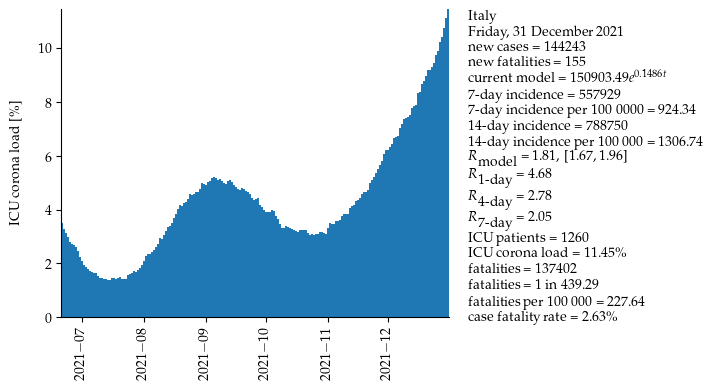 ICU corona load [%]
10
8
6
4
2
0
2021−07
2021−08
2021−09
2021−10
2021−11
2021−12
Italy
Friday, 31 December 2021
new cases = 144243
new fatalities = 155
current model = 150903.49e^0.1486t
7-day incidence = 557929
7-day incidence per 100 0000 = 924.34
14-day incidence = 788750
14-day incidence per 100 000 = 1306.74
R_model = 1.81, [1.67, 1.96]
R_1-day = 4.68
R_4-day = 2.78
R_7-day = 2.05
ICU patients = 1260
ICU corona load = 11.45%
fatalities = 137402
fatalities = 1 in 439.29
fatalities per 100 000 = 227.64
case fatality rate = 2.63%